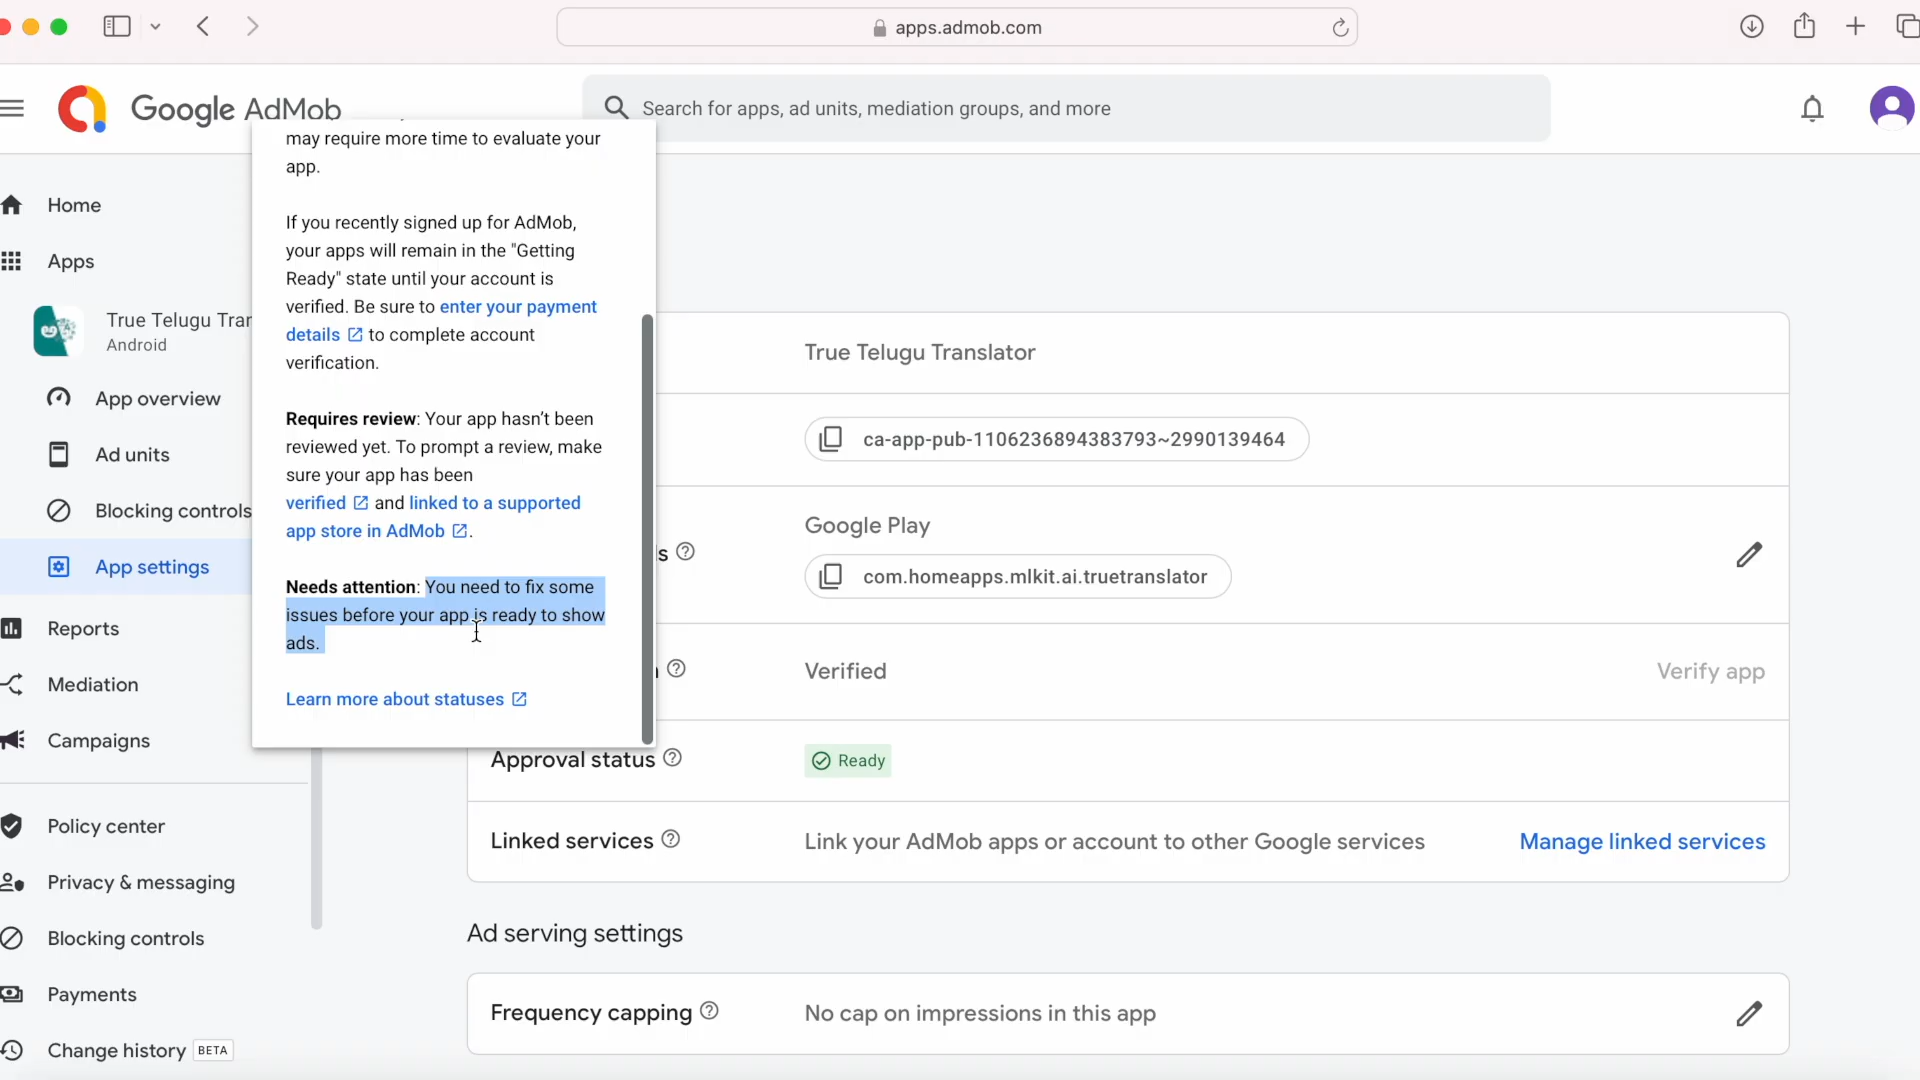 apps.admob.com
Google AdMob
Search for apps, ad units, mediation groups, and more
Home
Apps
True Telugu Tran
Android
App overview
Ad units
Blocking controls
App settings
Reports
Mediation
Campaigns
Policy center
Privacy & messaging
Blocking controls
Payments
Change history BETA
may require more time to evaluate your
app.
If you recently signed up for AdMob,
your apps will remain in the "Getting
Ready" state until your account is
verified. Be sure to enter your payment
details to complete account
verification.
Requires review: Your app hasn't been
reviewed yet. To prompt a review, make
sure your app has been
verified and linked to a supported
app store in AdMob.
Needs attention: You need to fix some
issues before your app is ready to show
ads.
Learn more about statuses
True Telugu Translator
ca-app-pub-1106236894383793~2990139464
s
Google Play
com.homeapps.mlkit.ai.truetranslator
Verified
Verify app
Approval status
Ready
Linked services
Link your AdMob apps or account to other Google services
Manage linked services
Ad serving settings
Frequency capping
No cap on impressions in this app